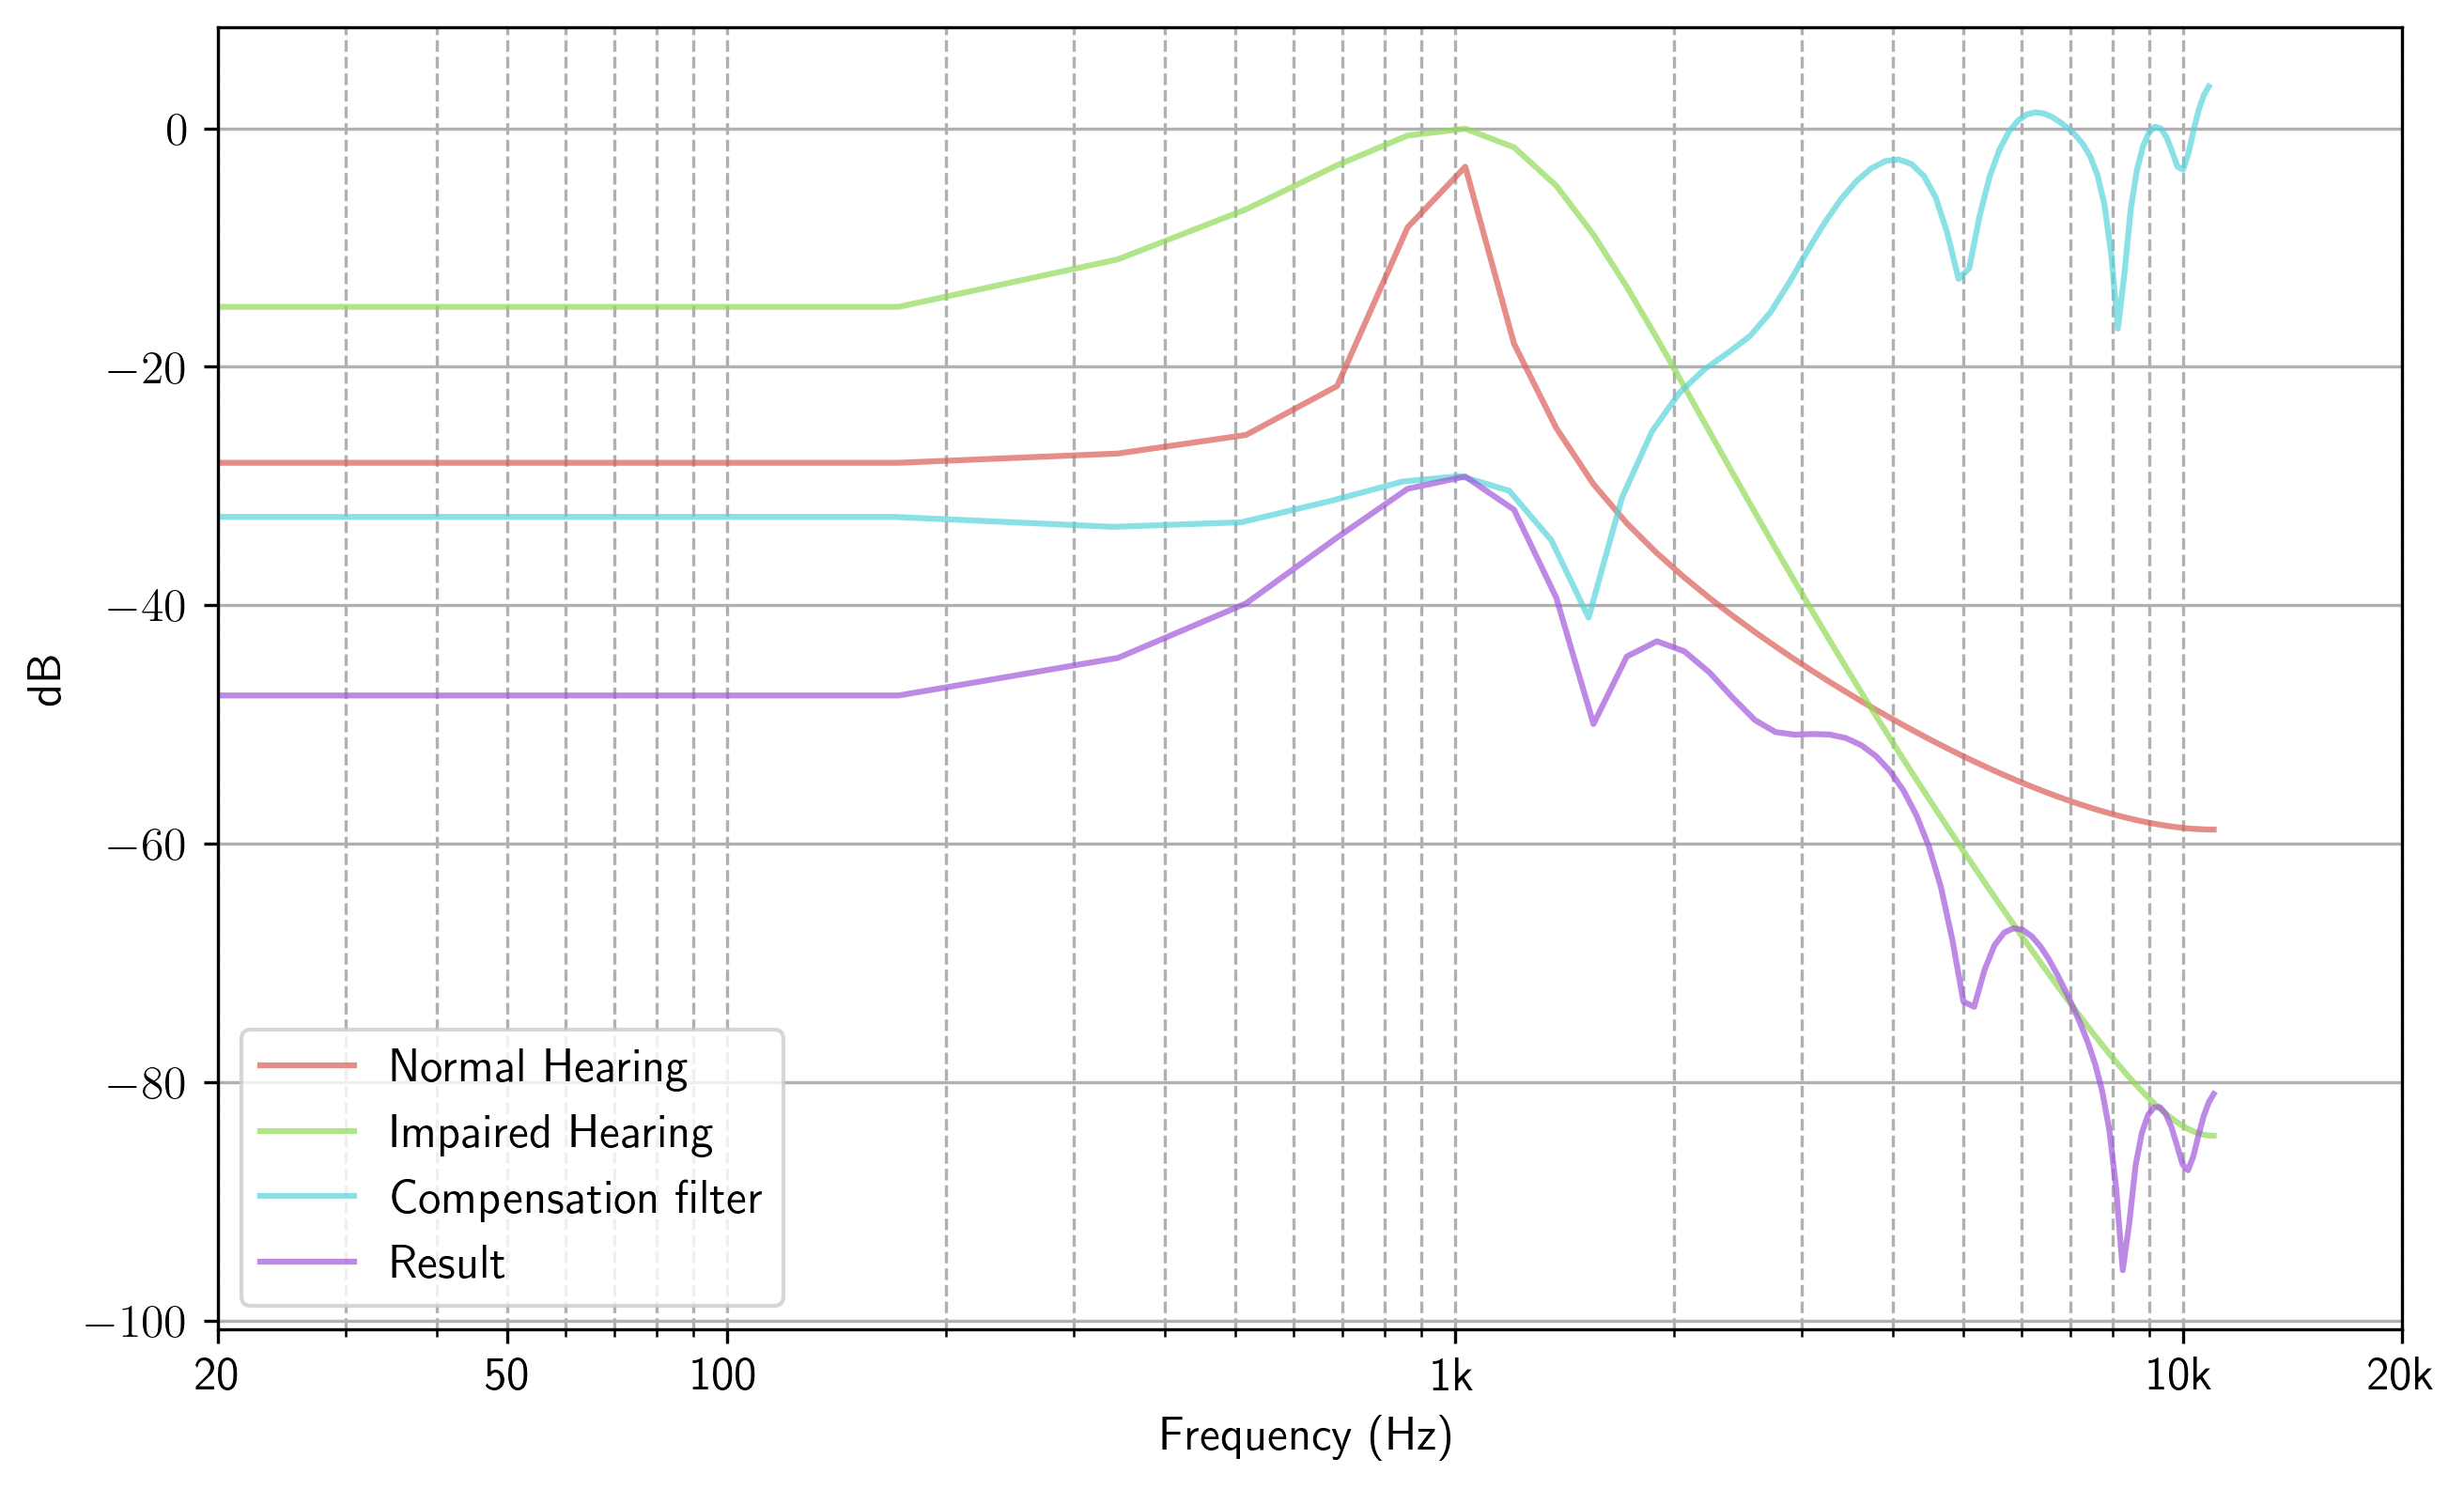 0
−20
−40
dB
−60
−80
−100
Normal Hearing
Impaired Hearing
Compensation filter
Result
20 50 100 1k 10k 20k
Frequency (Hz)